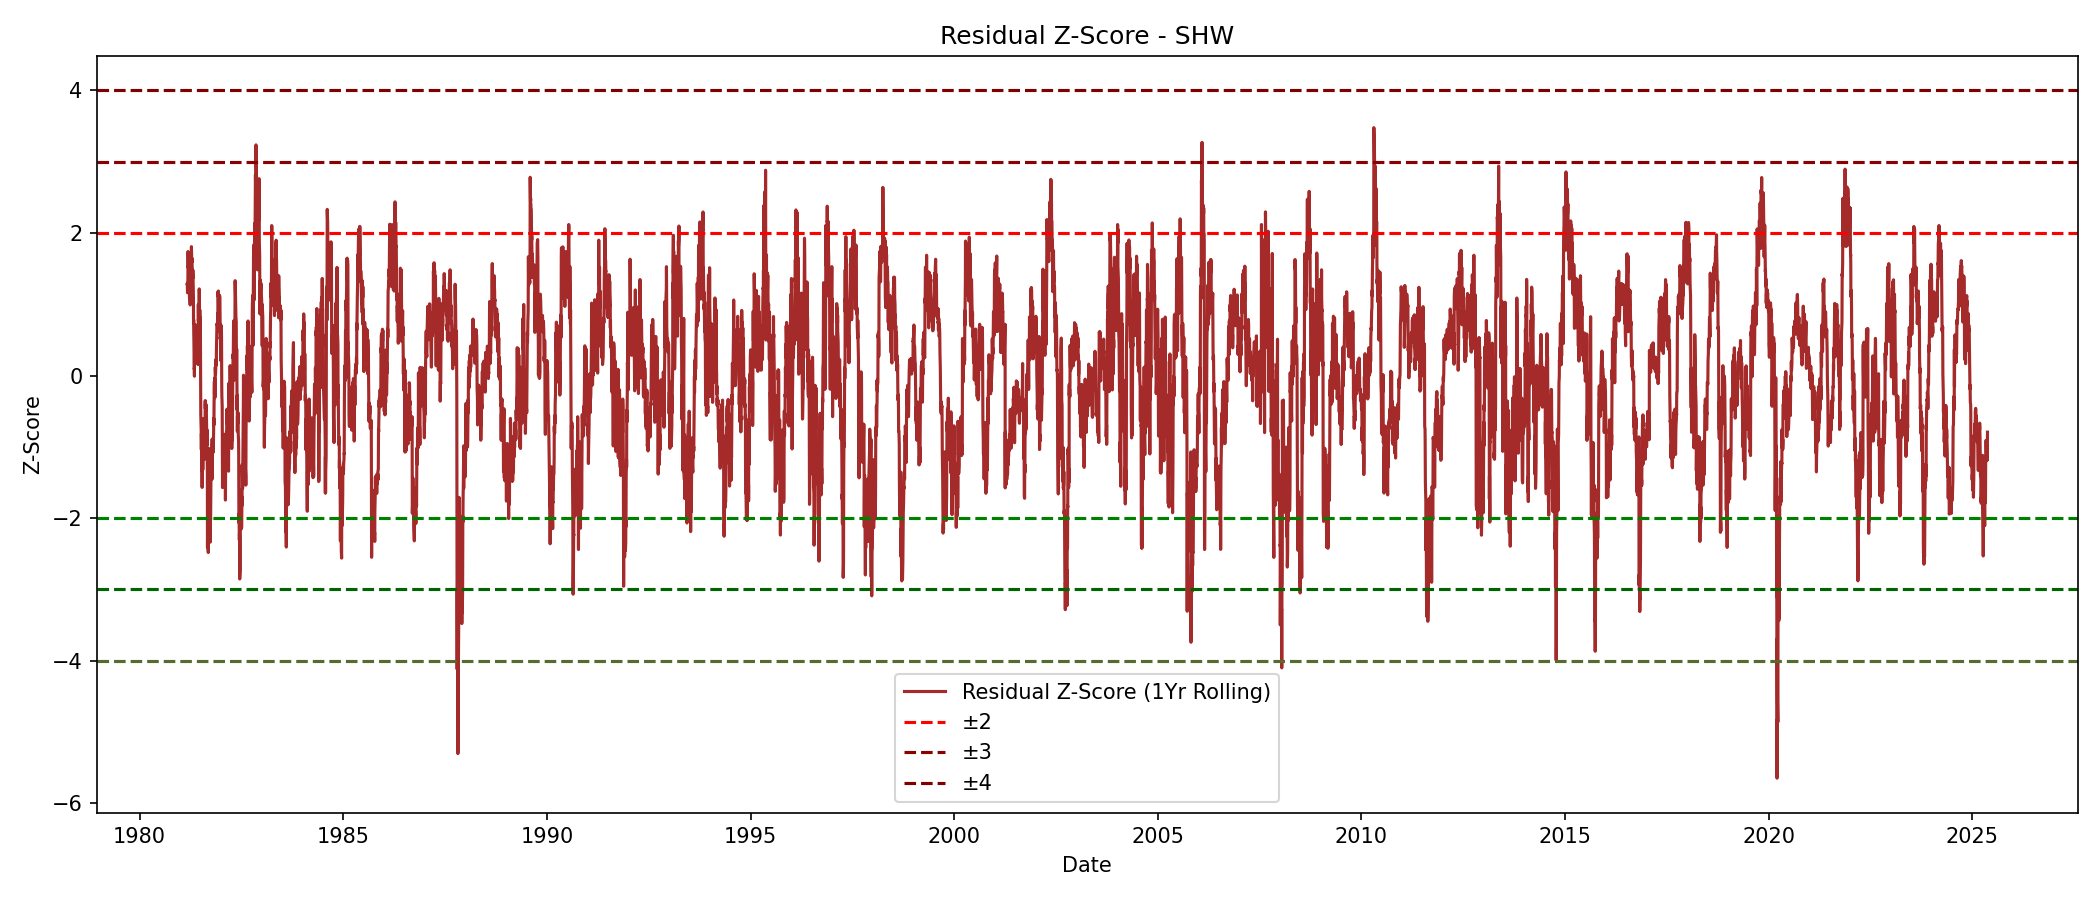 Residual Z-Score - SHW
Z-Score
4
2
0
−2
−4
−6
Residual Z-Score (1Yr Rolling)
±2
±3
±4
1980 1985 1990 1995 2000 2005 2010 2015 2020 2025
Date